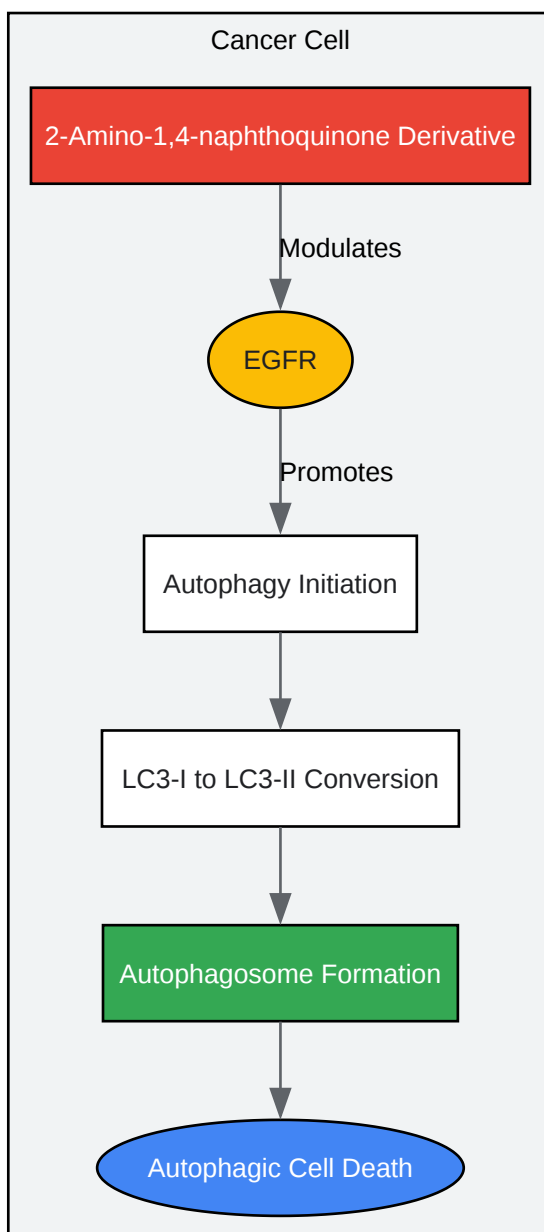 Cancer Cell
2-Amino-1,4-naphthoquinone Derivative
Modulates
EGFR
Promotes
Autophagy Initiation
LC3-I to LC3-II Conversion
Autophagosome Formation
Autophagic Cell Death